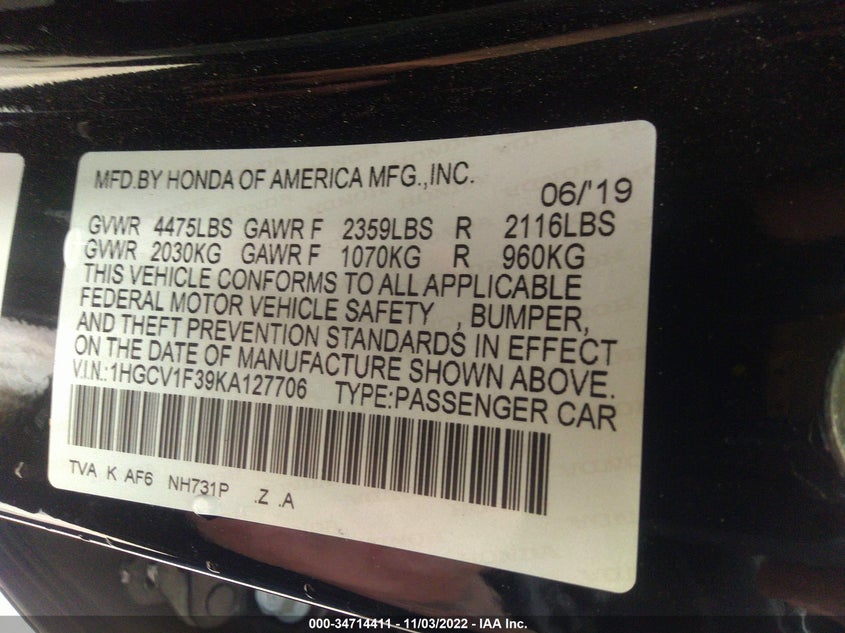 MFD.BY HONDA OF AMERICA MFG.,INC.
06/'19
GVWR 4475LBS GAWR F 2359LBS R 2116LBS
GVWR 2030KG GAWR F 1070KG R 960KG
THIS VEHICLE CONFORMS TO ALL APPLICABLE
FEDERAL MOTOR VEHICLE SAFETY , BUMPER,
AND THEFT PREVENTION STANDARDS IN EFFECT
ON THE DATE OF MANUFACTURE SHOWN ABOVE.
V.I.N.:1HGCV1F39KA127706 TYPE:PASSENGER CAR
TVA K AF6 NH731P .Z .A
000-34714411 - 11/03/2022 - IAA Inc.